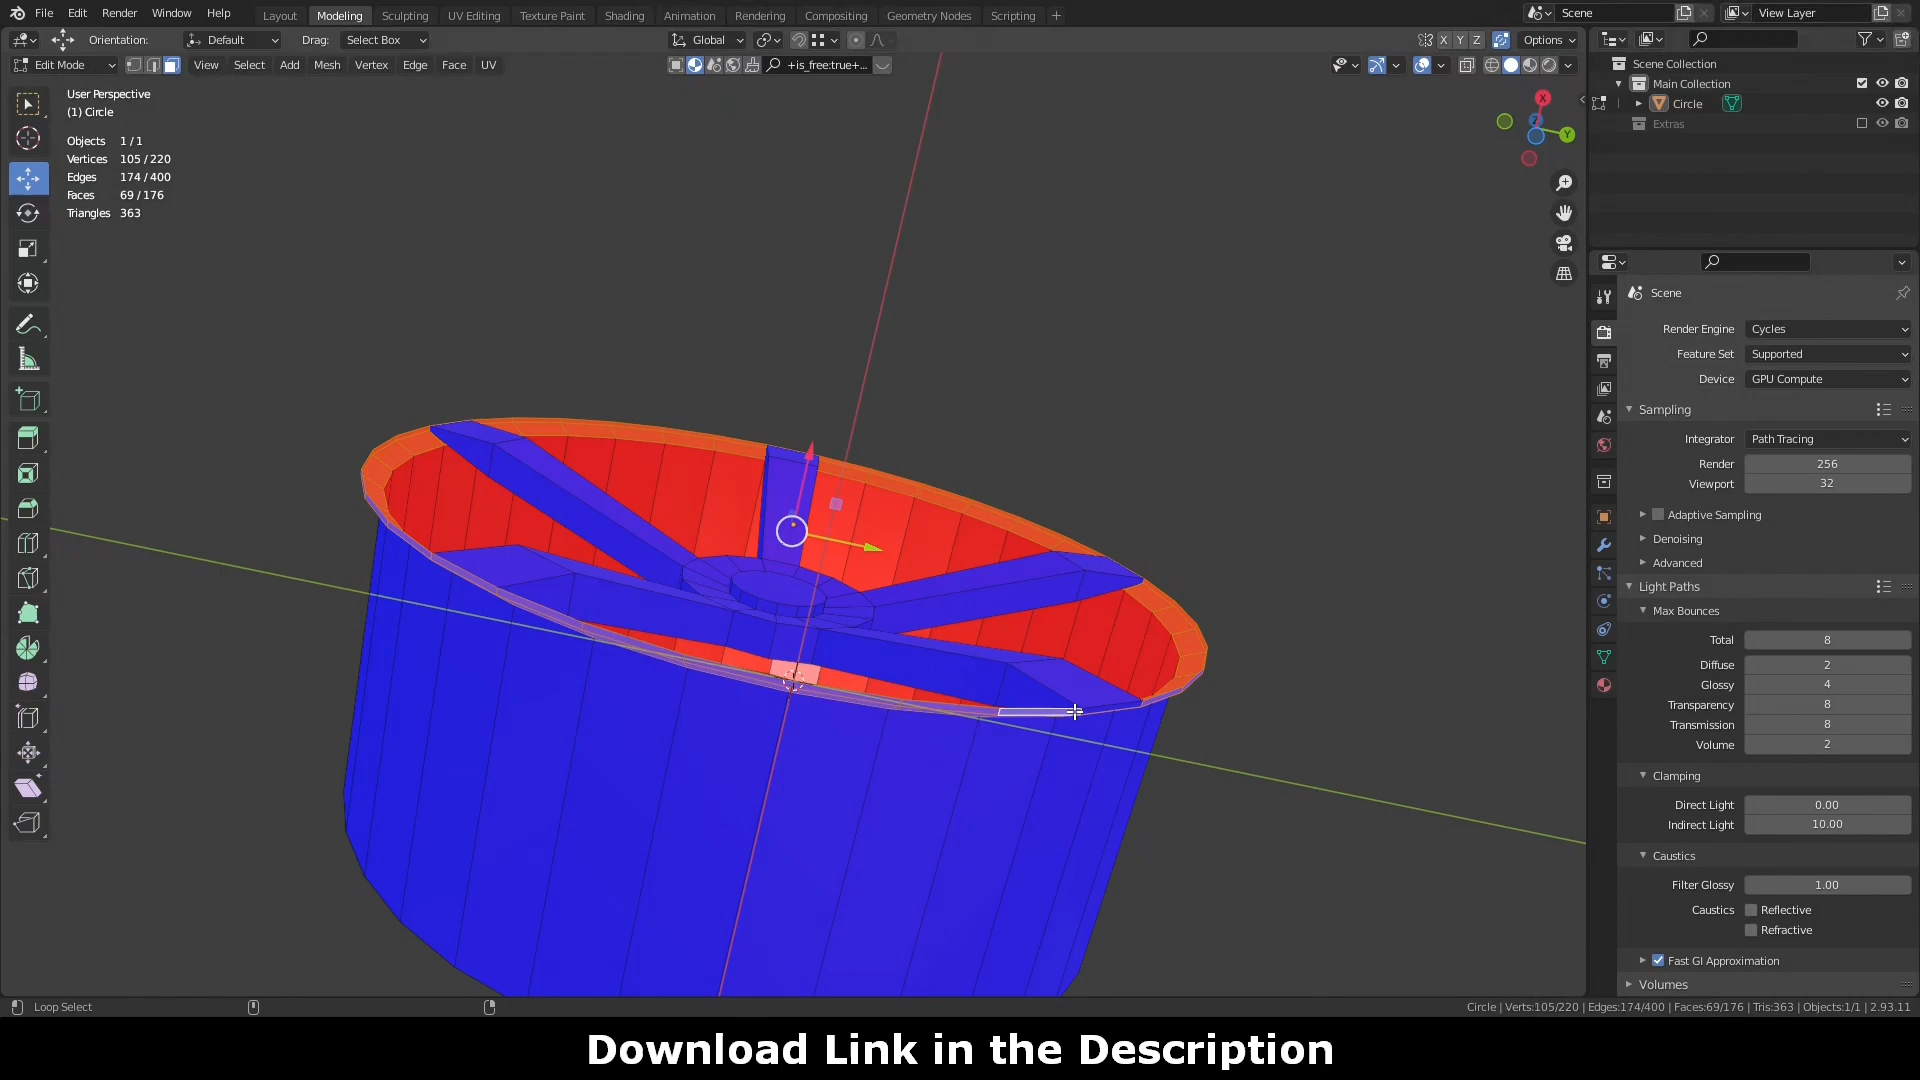 File Edit Render Window Help Layout Modeling Sculpting UV Editing Texture Paint Shading Animation Rendering Compositing Geometry Nodes Scripting + Scene View Layer
Orientation: Default Drag: Select Box Global X Y Z Options
Edit Mode View Select Add Mesh Vertex Edge Face UV +is_free:true+...
User Perspective
(1) Circle
Objects 1 / 1
Vertices 105 / 220
Edges 174 / 400
Faces 69 / 176
Triangles 363
X
Y
Z
Scene Collection
Main Collection
Circle
Extras
Scene
Render Engine Cycles
Feature Set Supported
Device GPU Compute
Sampling
Integrator Path Tracing
Render 256
Viewport 32
Adaptive Sampling
Denoising
Advanced
Light Paths
Max Bounces
Total 8
Diffuse 2
Glossy 4
Transparency 8
Transmission 8
Volume 2
Clamping
Direct Light 0.00
Indirect Light 10.00
Caustics
Filter Glossy 1.00
Caustics Reflective
Refractive
Fast GI Approximation
Volumes
Loop Select
Circle | Verts:105/220 | Edges:174/400 | Faces:69/176 | Tris:363 | Objects:1/1 | 2.93.11
Download Link in the Description